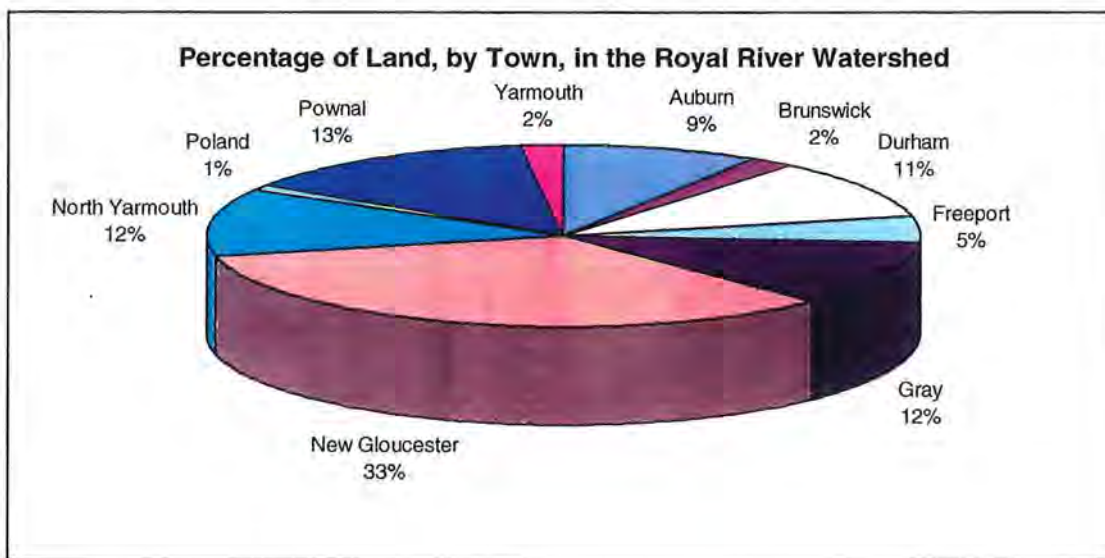 Percentage of Land, by Town, in the Royal River Watershed
Yarmouth
2%
Auburn
9%
Brunswick
2%
Durham
11%
Freeport
5%
Gray
12%
New Gloucester
33%
North Yarmouth
12%
Poland
1%
Pownal
13%